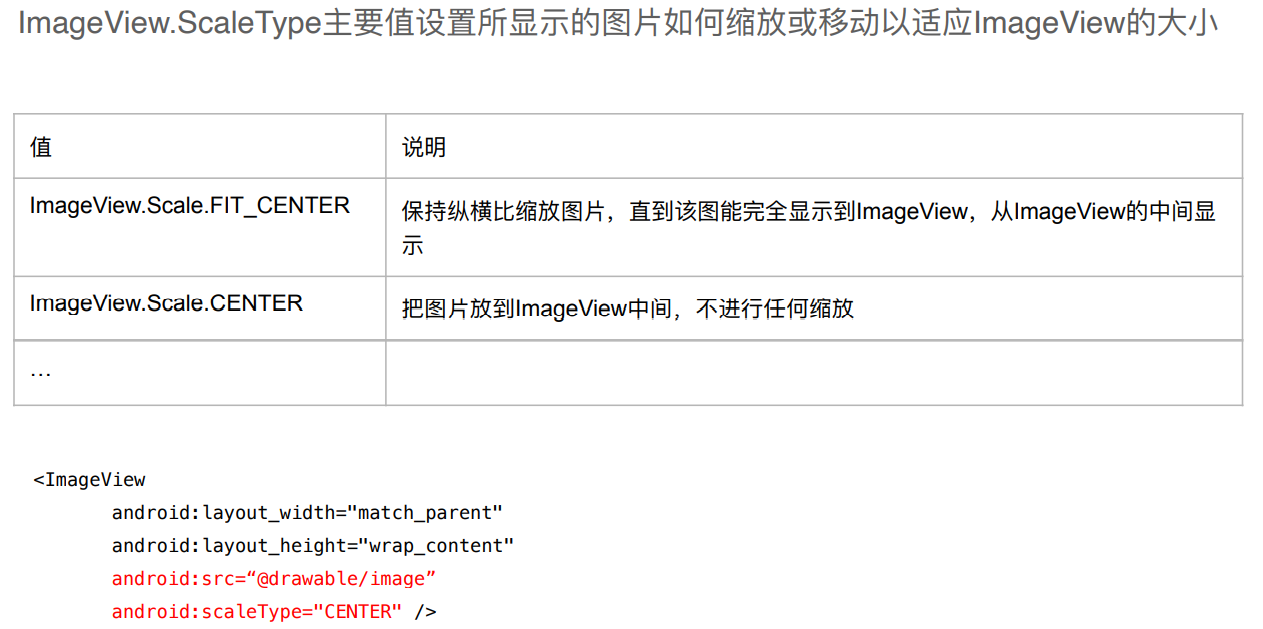 ImageView.ScaleType主要值设置所显示的图片如何缩放或移动以适应ImageView的大小
值
说明
ImageView.Scale.FIT_CENTER
保持纵横比缩放图片，直到该图能完全显示到ImageView，从ImageView的中间显
示
ImageView.Scale.CENTER
把图片放到ImageView中间，不进行任何缩放
…
<ImageView
android:layout_width="match_parent"
android:layout_height="wrap_content"
android:src=“@drawable/image”
android:scaleType="CENTER" />